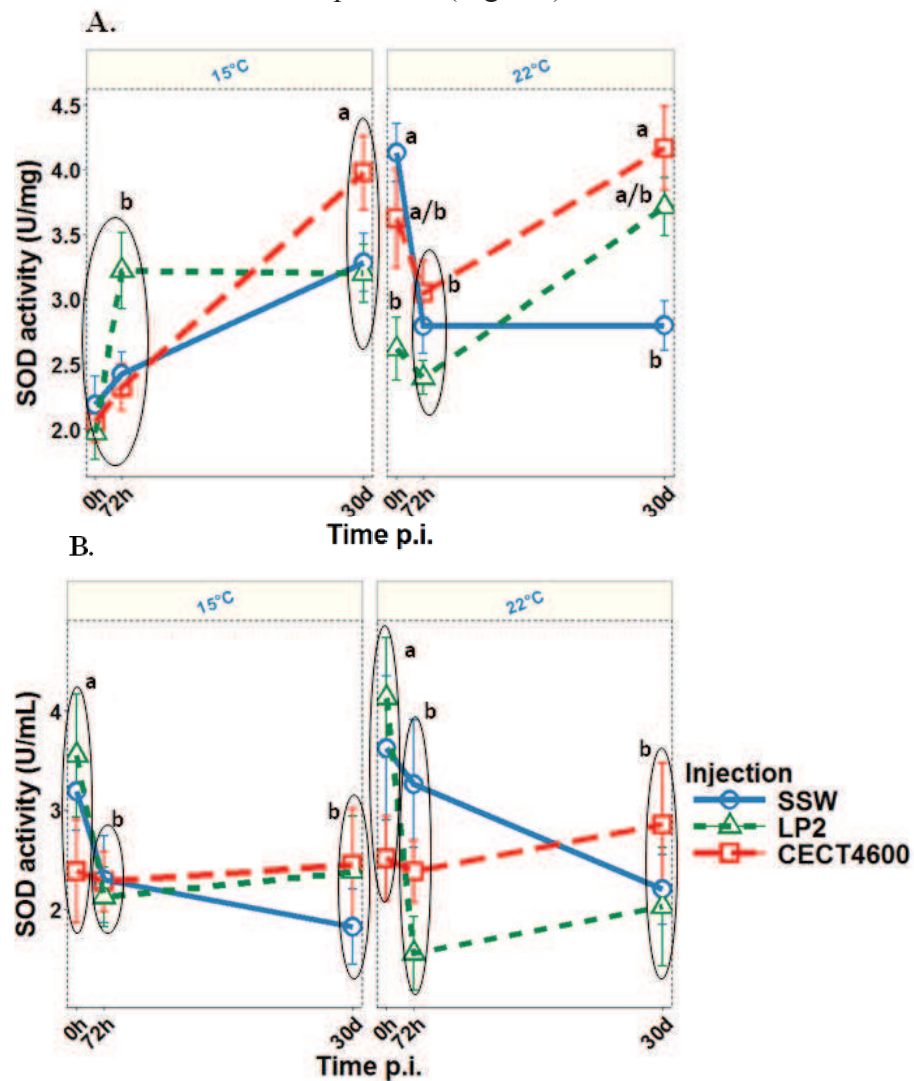 A.
15°C
22°C
SOD activity (U/mg)
4.5
4.0
3.5
3.0
2.5
2.0
b
a
a
a/b
b
b
a
a/b
b
0h
72h
30d
0h
72h
30d
Time p.i.
B.
15°C
22°C
SOD activity (U/mL)
4
2
a
b
b
a
b
b
0h
72h
30d
0h
72h
30d
Time p.i.
Injection
SSW
LP2
CECT4600